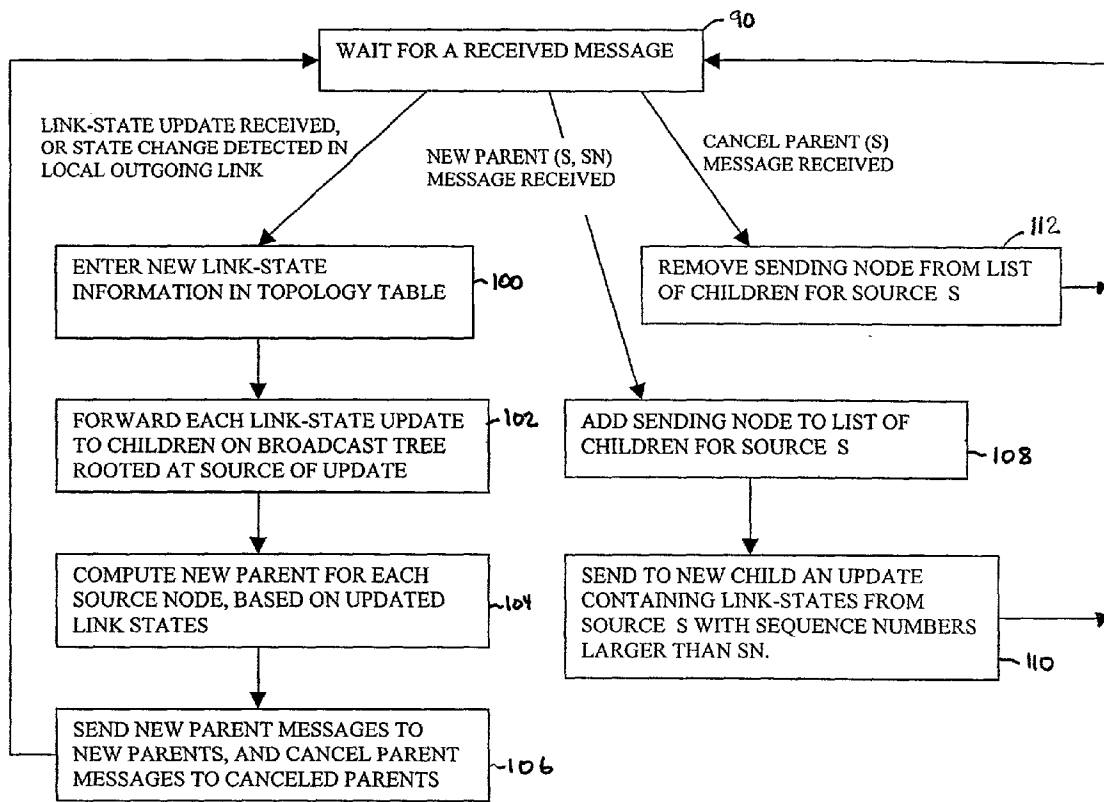 90
WAIT FOR A RECEIVED MESSAGE
LINK-STATE UPDATE RECEIVED,
OR STATE CHANGE DETECTED IN
LOCAL OUTGOING LINK
NEW PARENT (S, SN)
MESSAGE RECEIVED
CANCEL PARENT (S)
MESSAGE RECEIVED
ENTER NEW LINK-STATE
INFORMATION IN TOPOLOGY TABLE
100
112
REMOVE SENDING NODE FROM LIST
OF CHILDREN FOR SOURCE S
FORWARD EACH LINK-STATE UPDATE
TO CHILDREN ON BROADCAST TREE
ROOTED AT SOURCE OF UPDATE
102
ADD SENDING NODE TO LIST OF
CHILDREN FOR SOURCE S
108
COMPUTE NEW PARENT FOR EACH
SOURCE NODE, BASED ON UPDATED
LINK STATES
104
SEND TO NEW CHILD AN UPDATE
CONTAINING LINK-STATES FROM
SOURCE S WITH SEQUENCE NUMBERS
LARGER THAN SN.
110
SEND NEW PARENT MESSAGES TO
NEW PARENTS, AND CANCEL PARENT
MESSAGES TO CANCELED PARENTS
106